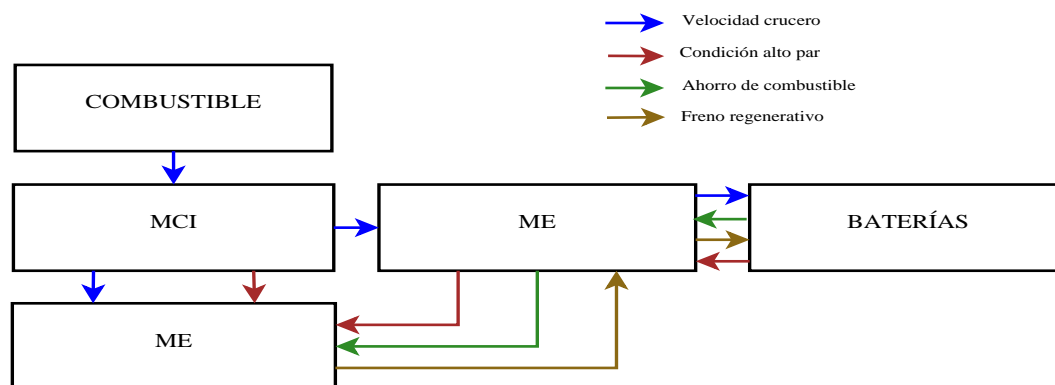 Velocidad crucero
Condición alto par
Ahorro de combustible
Freno regenerativo
COMBUSTIBLE
MCI
ME
BATERÍAS
ME